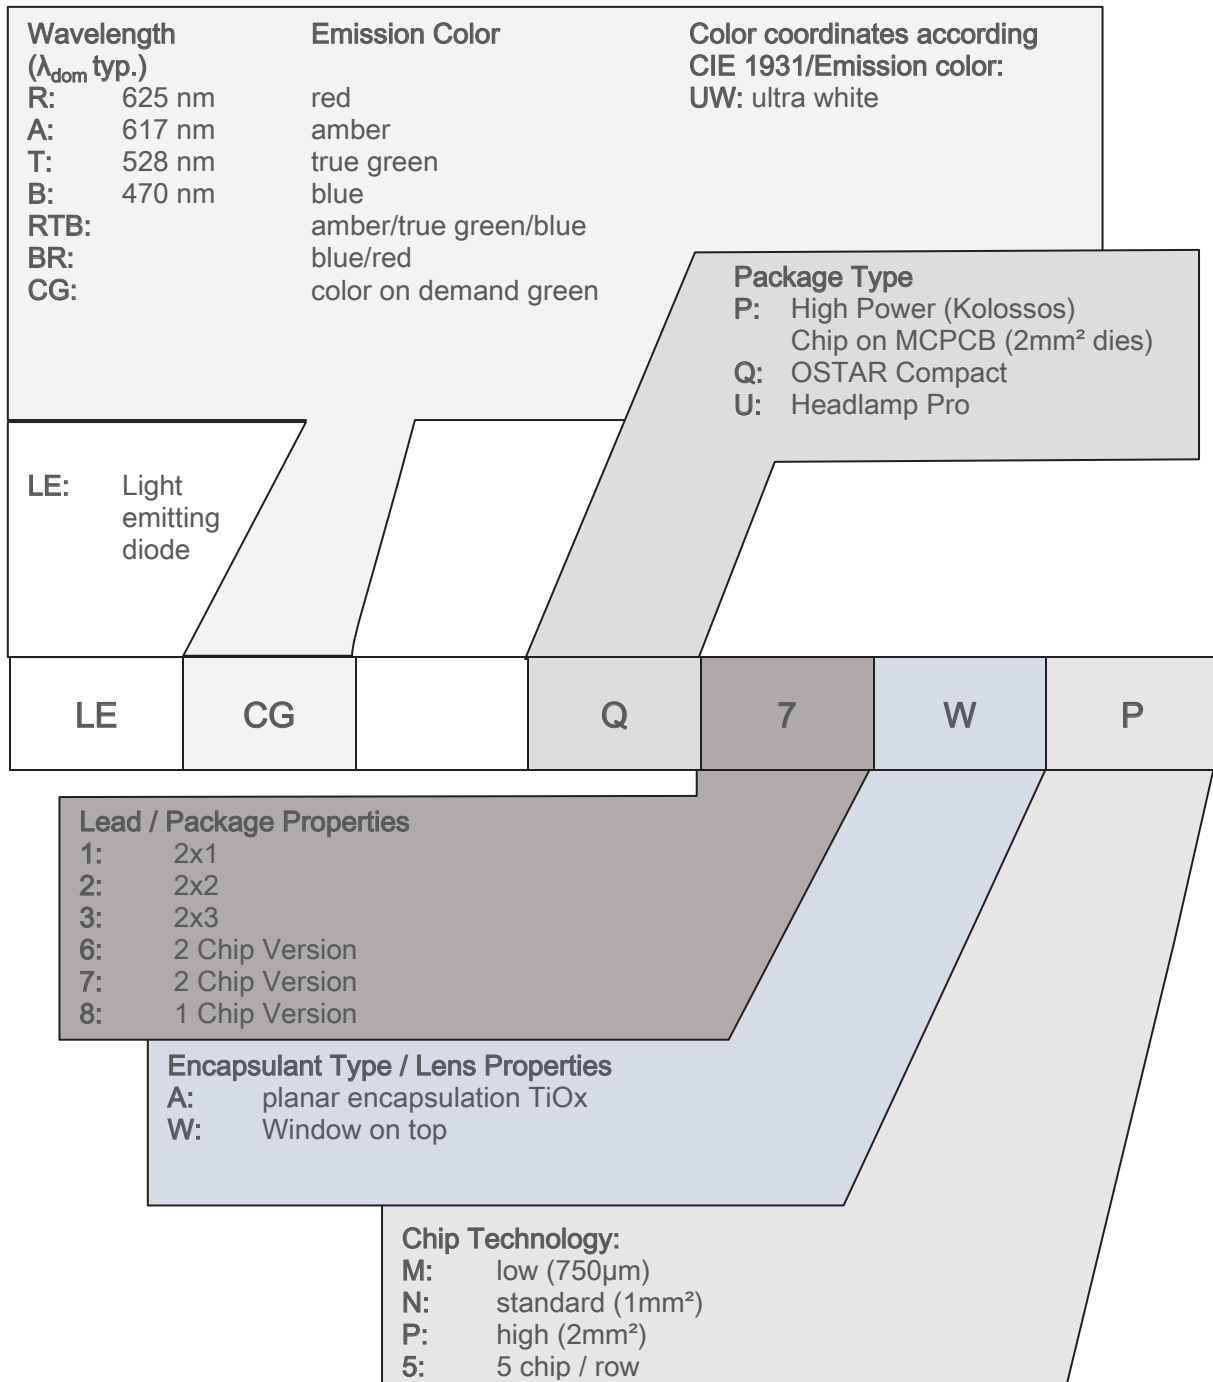 Wavelength Emission Color Color coordinates according
(λdom typ.) CIE 1931/Emission color:
R: 625 nm red UW: ultra white
A: 617 nm amber
T: 528 nm true green
B: 470 nm blue
RTB: amber/true green/blue
BR: blue/red
CG: color on demand green
Package Type
P: High Power (Kolossos)
Chip on MCPCB (2mm² dies)
Q: OSTAR Compact
U: Headlamp Pro
LE: Light
emitting
diode
LE CG Q 7 W P
Lead / Package Properties
1: 2x1
2: 2x2
3: 2x3
6: 2 Chip Version
7: 2 Chip Version
8: 1 Chip Version
Encapsulant Type / Lens Properties
A: planar encapsulation TiOx
W: Window on top
Chip Technology:
M: low (750µm)
N: standard (1mm²)
P: high (2mm²)
5: 5 chip / row